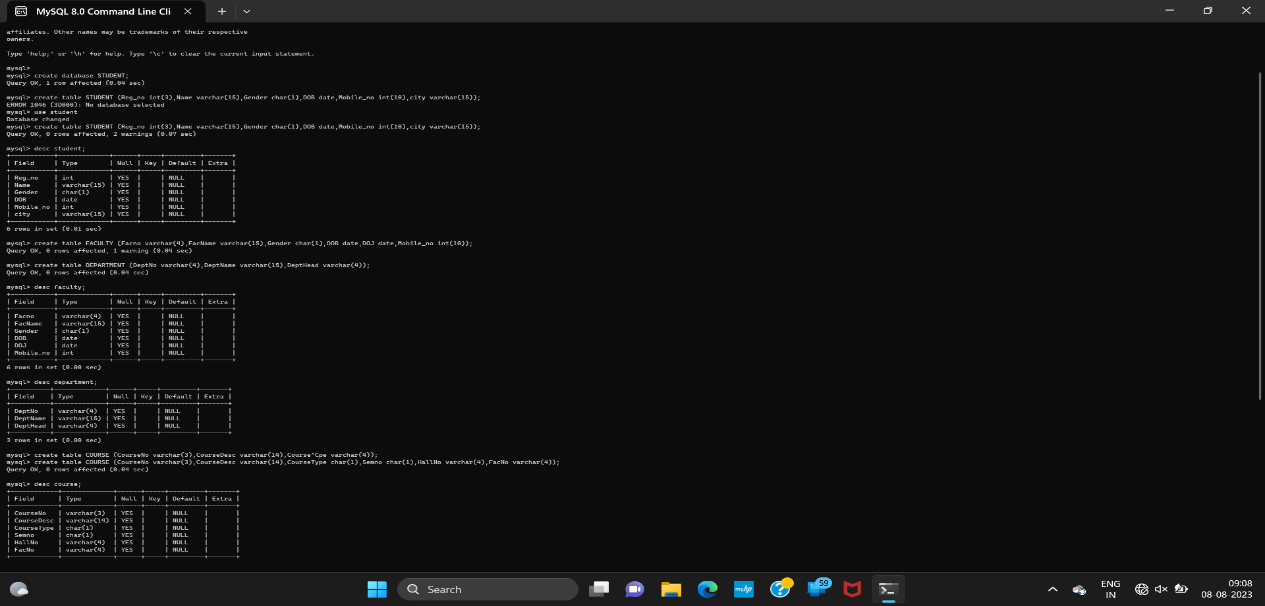 MySQL 8.0 Command Line Cli
affiliates. Other names may be trademarks of their respective
owners.
Type 'help;' or '\h' for help. Type '\c' to clear the current input statement.
mysql>
mysql> create database STUDENT;
Query OK, 1 row affected (0.04 sec)
mysql> create table STUDENT (Reg_no int(3),Name varchar(15),Gender char(1),DOB date,Mobile_no int(10),city varchar(15));
ERROR 1046 (3D000): No database selected
mysql> use student
Database changed
mysql> create table STUDENT (Reg_no int(3),Name varchar(15),Gender char(1),DOB date,Mobile_no int(10),city varchar(15));
Query OK, 0 rows affected, 2 warnings (0.07 sec)
mysql> desc student;
| Field | Type | Null | Key | Default | Extra |
| Reg_no | int | YES | | NULL | |
| Name | varchar(15) | YES | | NULL | |
| Gender | char(1) | YES | | NULL | |
| DOB | date | YES | | NULL | |
| Mobile_no | int | YES | | NULL | |
| city | varchar(15) | YES | | NULL | |
6 rows in set (0.01 sec)
mysql> create table FACULTY (Facno varchar(4),FacName varchar(15),Gender char(1),DOB date,DOJ date,Mobile_no int(10));
Query OK, 0 rows affected, 1 warning (0.04 sec)
mysql> create table DEPARTMENT (DeptNo varchar(4),DeptName varchar(15),DeptHead varchar(4));
Query OK, 0 rows affected (0.04 sec)
mysql> desc faculty;
| Field | Type | Null | Key | Default | Extra |
| Facno | varchar(4) | YES | | NULL | |
| FacName | varchar(15) | YES | | NULL | |
| Gender | char(1) | YES | | NULL | |
| DOB | date | YES | | NULL | |
| DOJ | date | YES | | NULL | |
| Mobile_no | int | YES | | NULL | |
6 rows in set (0.00 sec)
mysql> desc department;
| Field | Type | Null | Key | Default | Extra |
| DeptNo | varchar(4) | YES | | NULL | |
| DeptName | varchar(15) | YES | | NULL | |
| DeptHead | varchar(4) | YES | | NULL | |
3 rows in set (0.00 sec)
mysql> create table COURSE (CourseNo varchar(3),CourseDesc varchar(14),Course^Cpe varchar(4));
mysql> create table COURSE (CourseNo varchar(3),CourseDesc varchar(14),CourseType char(1),Semno char(1),HallNo varchar(4),FacNo varchar(4));
Query OK, 0 rows affected (0.04 sec)
mysql> desc course;
| Field | Type | Null | Key | Default | Extra |
| CourseNo | varchar(3) | YES | | NULL | |
| CourseDesc | varchar(14) | YES | | NULL | |
| CourseType | char(1) | YES | | NULL | |
| Semno | char(1) | YES | | NULL | |
| HallNo | varchar(4) | YES | | NULL | |
| FacNo | varchar(4) | YES | | NULL | |
Search
59
ENG
IN
09:08
08-08-2023